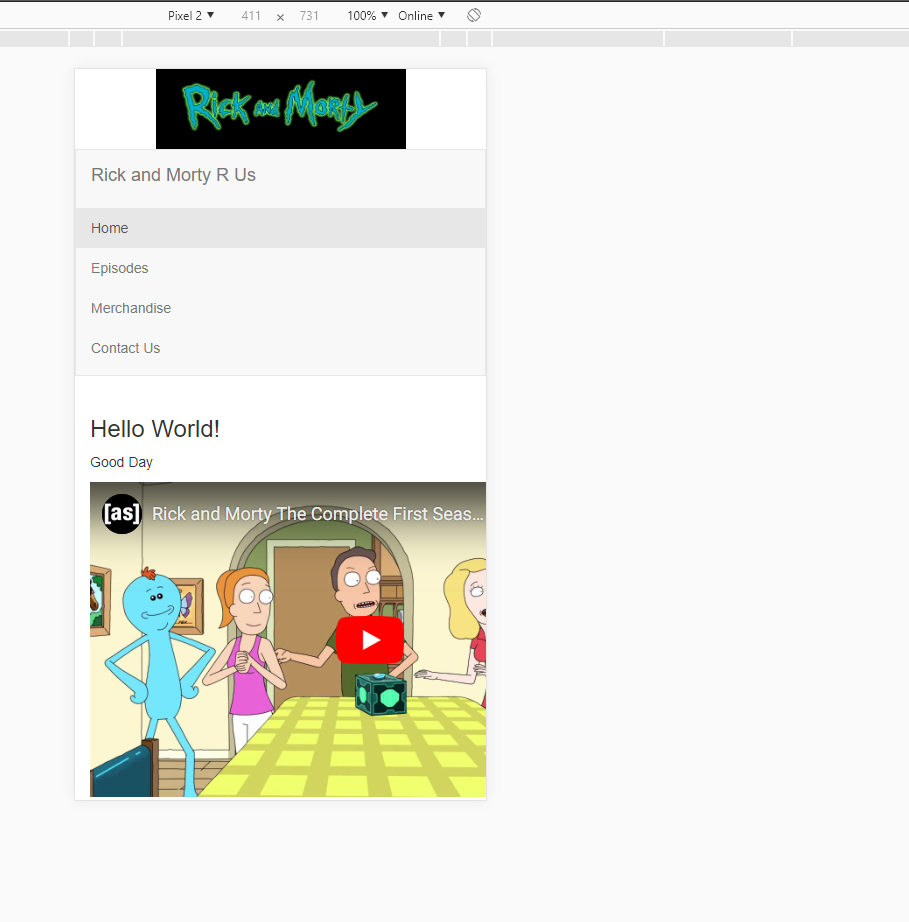 Pixel 2 ▼ 411 × 731 100% ▼ Online ▼
Rick and Morty
Rick and Morty R Us
Home
Episodes
Merchandise
Contact Us
Hello World!
Good Day
[as] Rick and Morty The Complete First Seas...